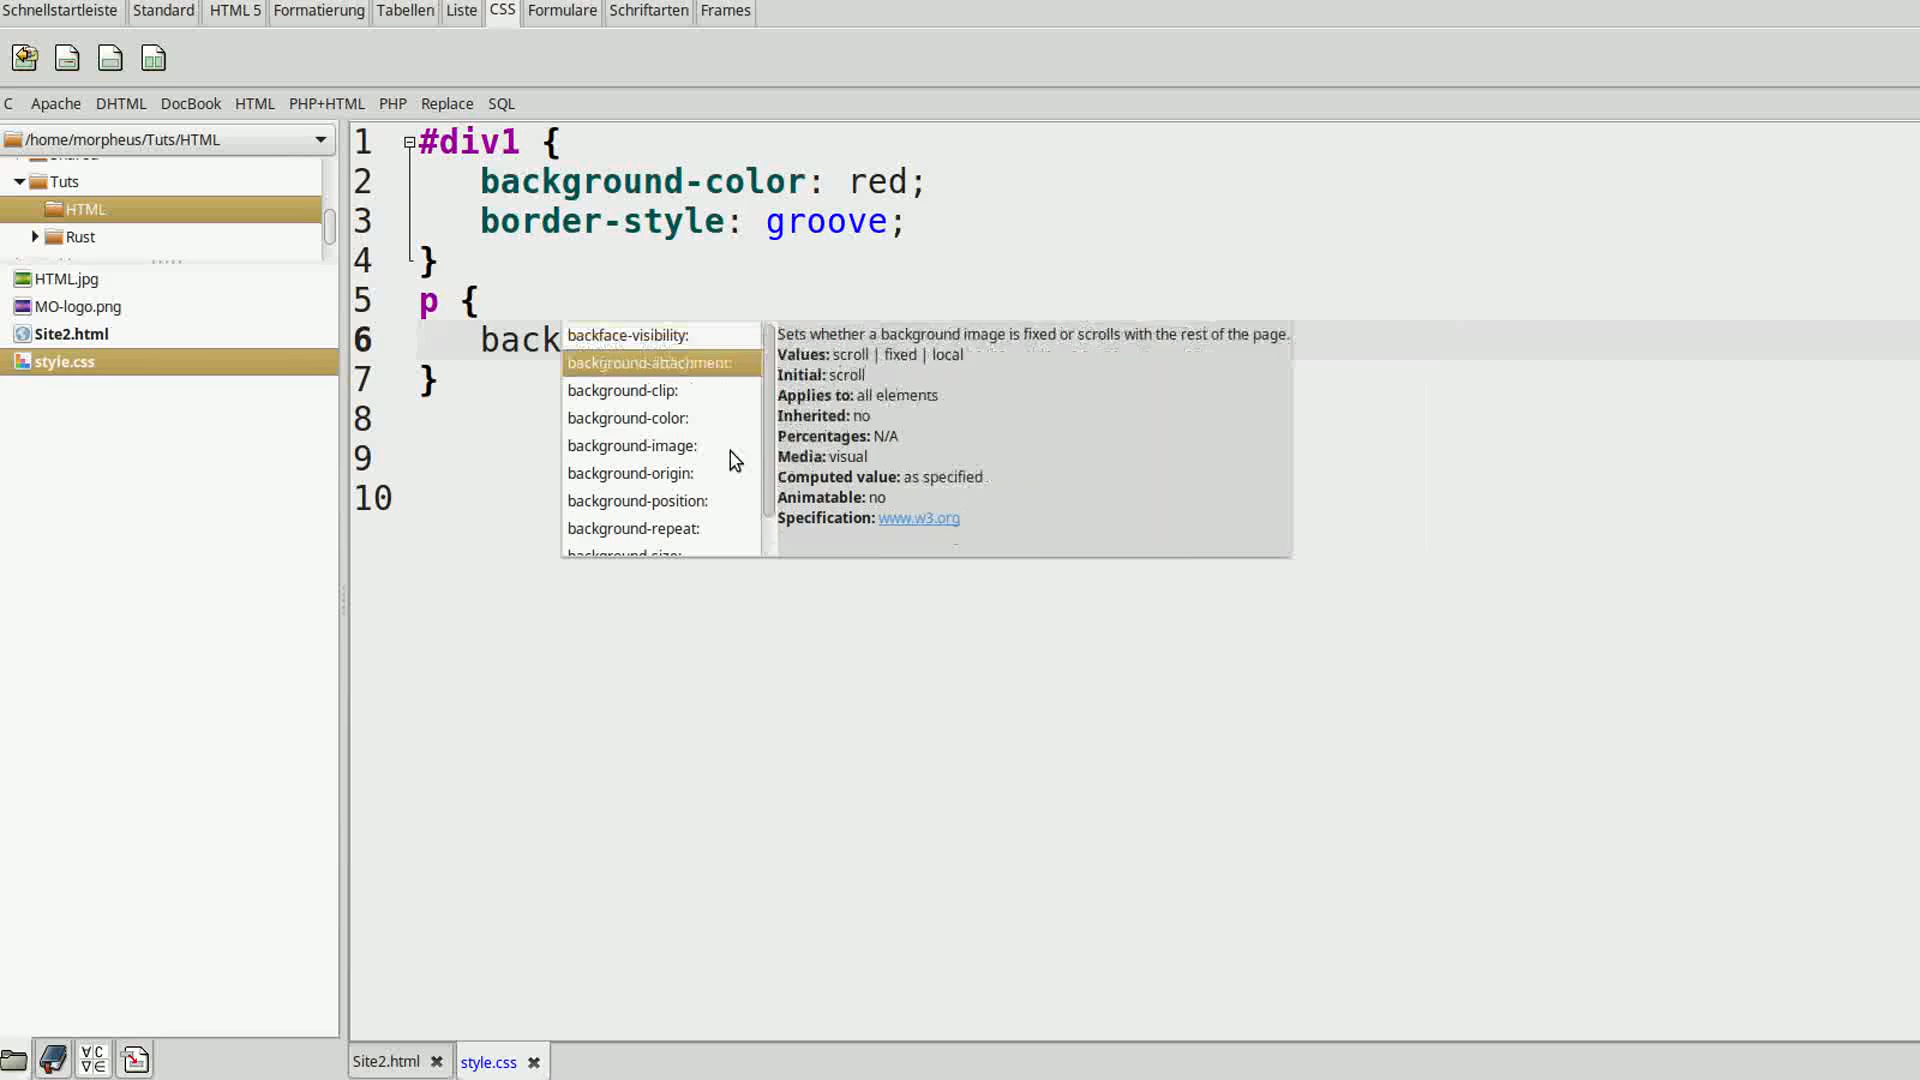 Schnellstartleiste Standard HTML 5 Formatierung Tabellen Liste CSS Formulare Schriftarten Frames
C Apache DHTML DocBook HTML PHP+HTML PHP Replace SQL
/home/morpheus/Tuts/HTML
Tuts
HTML
Rust
HTML.jpg
MO-logo.png
Site2.html
style.css
1 #div1 {
2 background-color: red;
3 border-style: groove;
4 }
5 p {
6 back
7 }
8
9
10
backface-visibility:
background-attachment:
background-clip:
background-color:
background-image:
background-origin:
background-position:
background-repeat:
background-size:
Sets whether a background image is fixed or scrolls with the rest of the page.
Values: scroll | fixed | local
Initial: scroll
Applies to: all elements
Inherited: no
Percentages: N/A
Media: visual
Computed value: as specified
Animatable: no
Specification: www.w3.org
Site2.html style.css